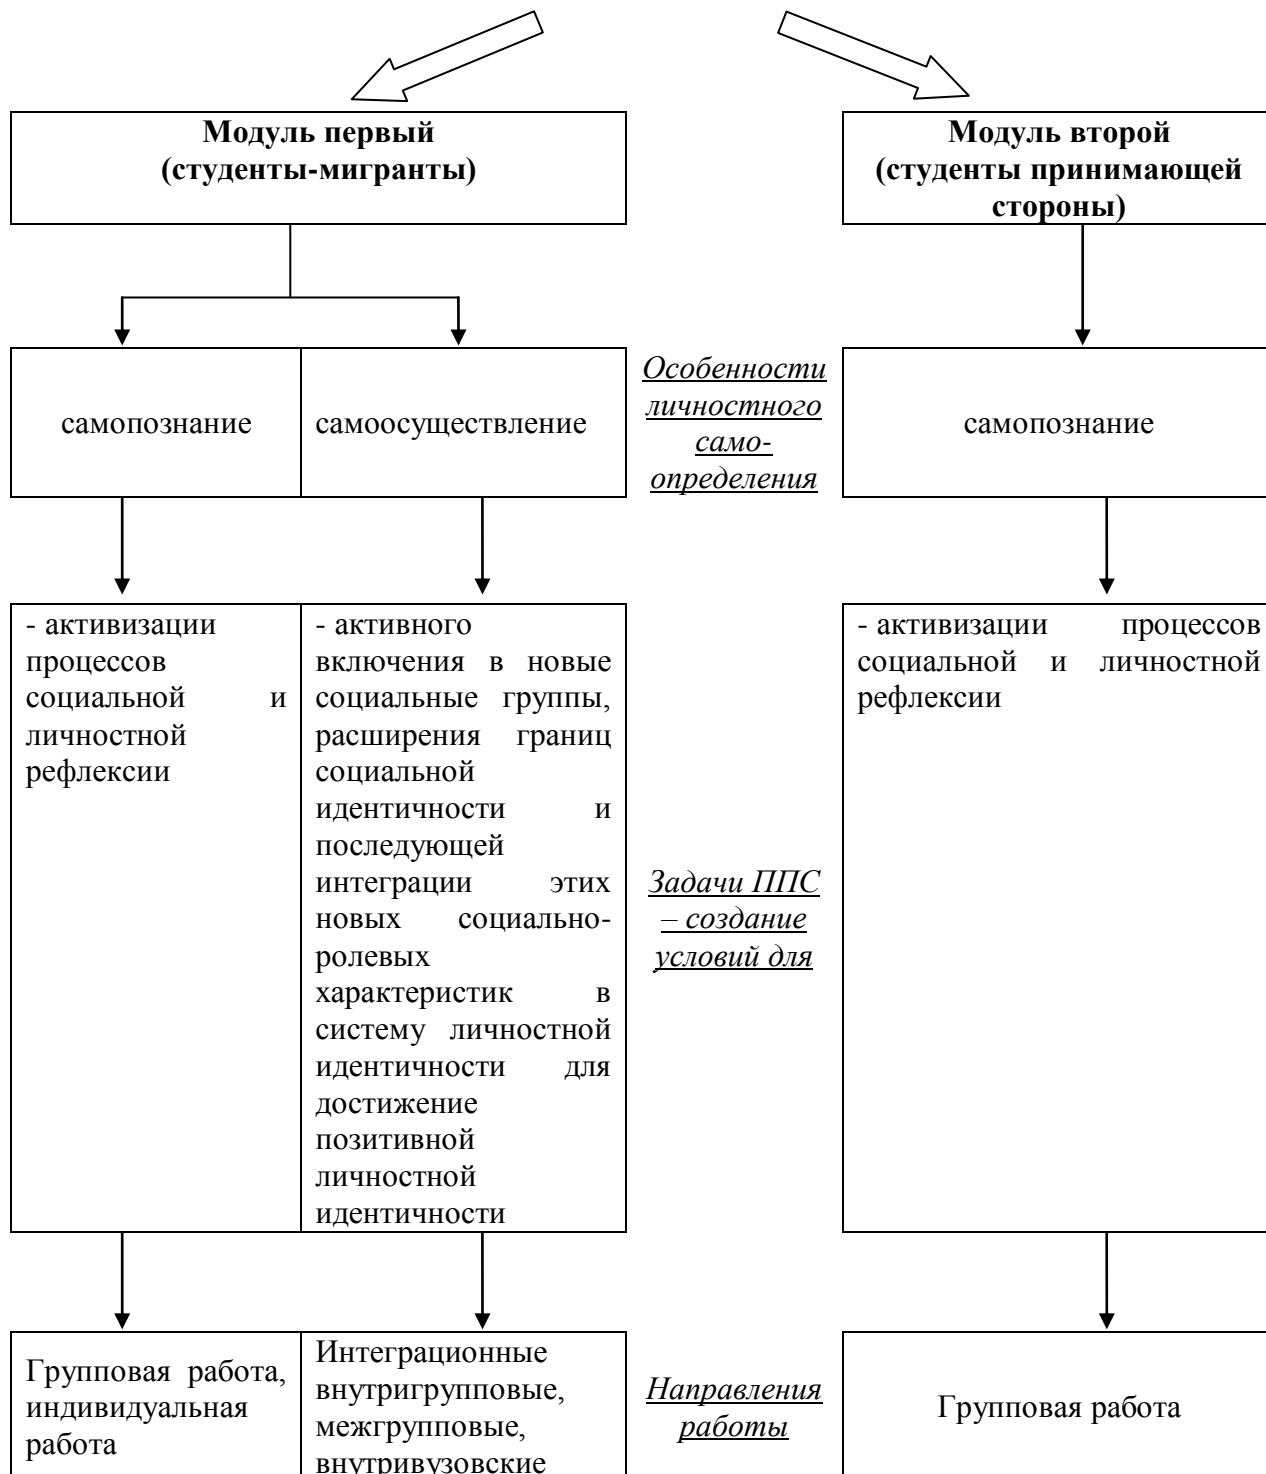 Модуль первый
(студенты-мигранты)
Модуль второй
(студенты принимающей
стороны)
самопознание
самоосуществление
Особенности
личностного
само-
определения
самопознание
- активизации
процессов
социальной и
личностной
рефлексии
- активного
включения в новые
социальные группы,
расширения границ
социальной
идентичности и
последующей
интеграции этих
новых социально-
ролевых
характеристик в
систему личностной
идентичности для
достижение
позитивной
личностной
идентичности
Задачи ППС
– создание
условий для
- активизации процессов
социальной и личностной
рефлексии
Групповая работа,
индивидуальная
работа
Интеграционные
внутригрупповые,
межгрупповые,
внутривузовские
Направления
работы
Групповая работа